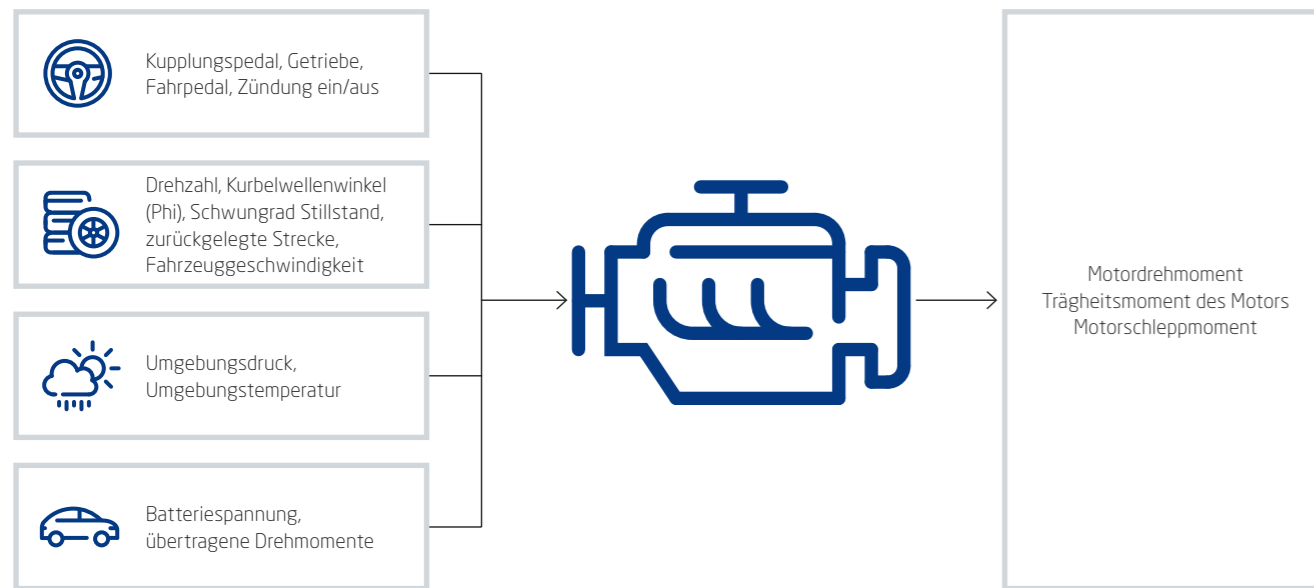 Kupplungspedal, Getriebe,
Fahrpedal, Zündung ein/aus
Drehzahl, Kurbelwellenwinkel
(Phi), Schwungrad Stillstand,
zurückgelegte Strecke,
Fahrzeuggeschwindigkeit
Umgebungsdruck,
Umgebungstemperatur
Batteriespannung,
übertragene Drehmomente
Motordrehmoment
Trägheitsmoment des Motors
Motorschleppmoment